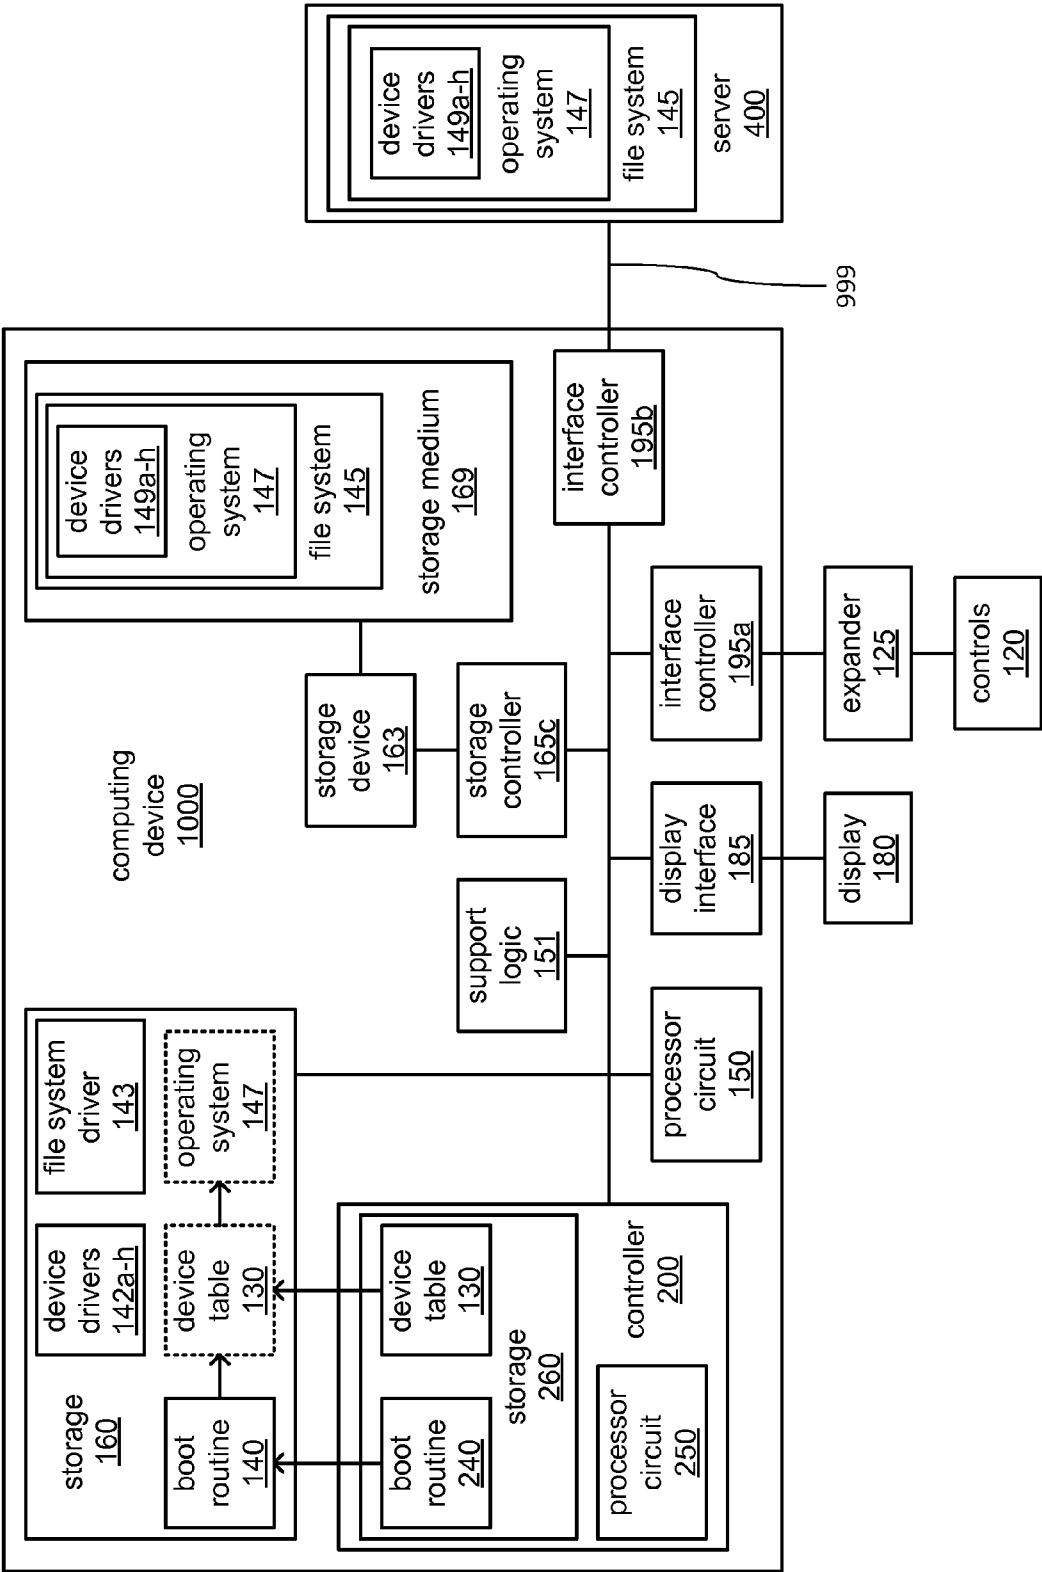 computing
device
1000
storage
160
device
drivers
142a-h
file system
driver
143
boot
routine
140
device
table
130
operating
system
147
boot
routine
240
device
table
130
storage
260
processor
circuit
250
controller
200
processor
circuit
150
support
logic
151
storage
device
163
storage
controller
165c
device
drivers
149a-h
operating
system
147
file system
145
storage medium
169
display
interface
185
display
180
interface
controller
195a
expander
125
controls
120
interface
controller
195b
999
device
drivers
149a-h
operating
system
147
file system
145
server
400